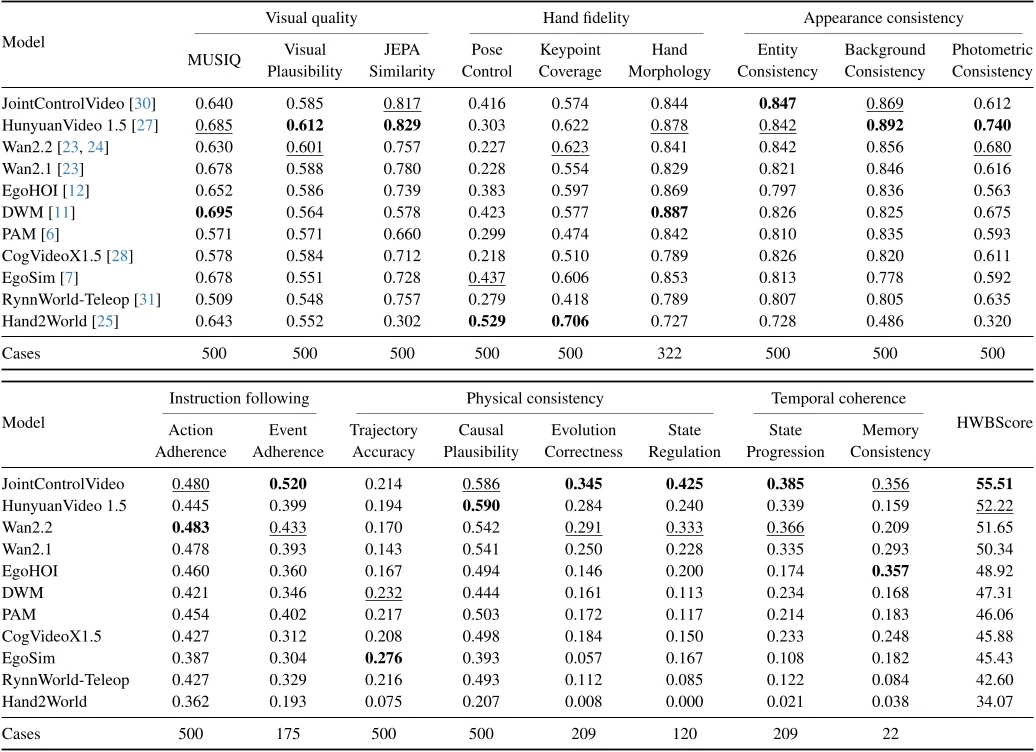 Model Visual quality Hand fidelity Appearance consistency
MUSIQ Visual Plausibility JEPA Similarity Pose Control Keypoint Coverage Hand Morphology Entity Consistency Background Consistency Photometric Consistency
JointControlVideo [30] 0.640 0.585 0.817 0.416 0.574 0.844 0.847 0.869 0.612
HunyuanVideo 1.5 [27] 0.685 0.612 0.829 0.303 0.622 0.878 0.842 0.892 0.740
Wan2.2 [23, 24] 0.630 0.601 0.757 0.227 0.623 0.841 0.842 0.856 0.680
Wan2.1 [23] 0.678 0.588 0.780 0.228 0.554 0.829 0.821 0.846 0.616
EgoHOI [12] 0.652 0.586 0.739 0.383 0.597 0.869 0.797 0.836 0.563
DWM [11] 0.695 0.564 0.578 0.423 0.577 0.887 0.826 0.825 0.675
PAM [6] 0.571 0.571 0.660 0.299 0.474 0.842 0.810 0.835 0.593
CogVideoX1.5 [28] 0.578 0.584 0.712 0.218 0.510 0.789 0.826 0.820 0.611
EgoSim [7] 0.678 0.551 0.728 0.437 0.606 0.853 0.813 0.778 0.592
RynnWorld-Teleop [31] 0.509 0.548 0.757 0.279 0.418 0.789 0.807 0.805 0.635
Hand2World [25] 0.643 0.552 0.302 0.529 0.706 0.727 0.728 0.486 0.320
Cases 500 500 500 500 500 322 500 500 500
Model Instruction following Physical consistency Temporal coherence HWBScore
Action Adherence Event Adherence Trajectory Accuracy Causal Plausibility Evolution Correctness State Regulation State Progression Memory Consistency
JointControlVideo 0.480 0.520 0.214 0.586 0.345 0.425 0.385 0.356 55.51
HunyuanVideo 1.5 0.445 0.399 0.194 0.590 0.284 0.240 0.339 0.159 52.22
Wan2.2 0.483 0.433 0.170 0.542 0.291 0.333 0.366 0.209 51.65
Wan2.1 0.478 0.393 0.143 0.541 0.250 0.228 0.335 0.293 50.34
EgoHOI 0.460 0.360 0.167 0.494 0.146 0.200 0.174 0.357 48.92
DWM 0.421 0.346 0.232 0.444 0.161 0.113 0.234 0.168 47.31
PAM 0.454 0.402 0.217 0.503 0.172 0.117 0.214 0.183 46.06
CogVideoX1.5 0.427 0.312 0.208 0.498 0.184 0.150 0.233 0.248 45.88
EgoSim 0.387 0.304 0.276 0.393 0.057 0.167 0.108 0.182 45.43
RynnWorld-Teleop 0.427 0.329 0.216 0.493 0.112 0.085 0.122 0.084 42.60
Hand2World 0.362 0.193 0.075 0.207 0.008 0.000 0.021 0.038 34.07
Cases 500 175 500 500 209 120 209 22